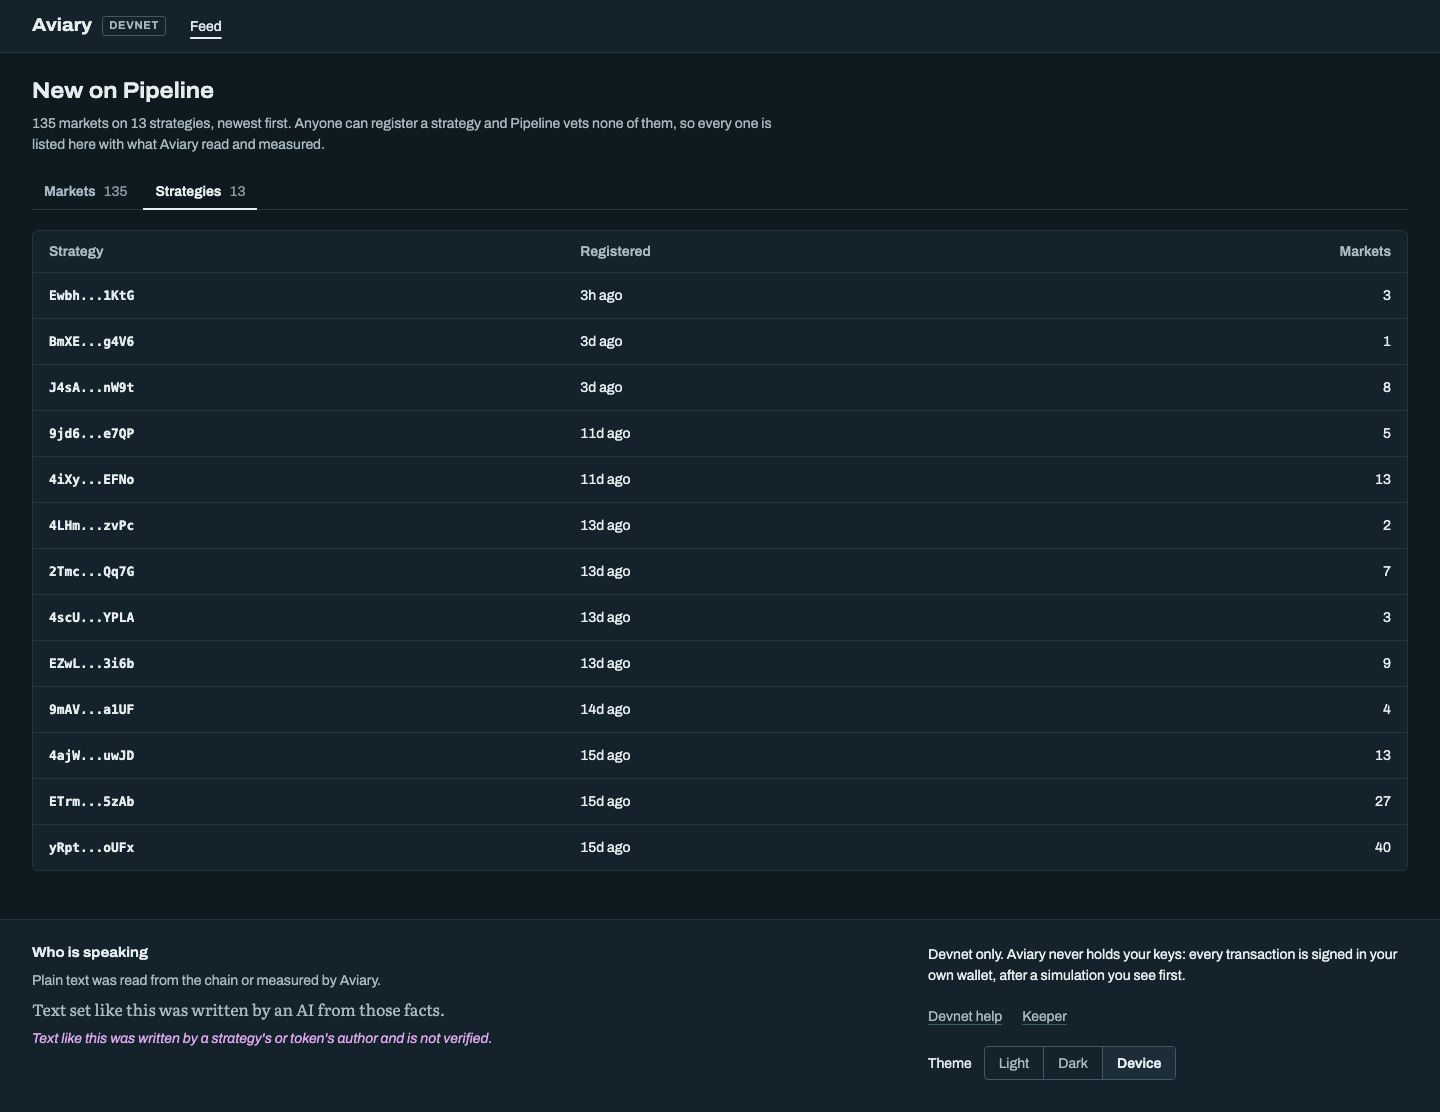 Aviary DEVNET Feed
New on Pipeline
135 markets on 13 strategies, newest first. Anyone can register a strategy and Pipeline vets none of them, so every one is
listed here with what Aviary read and measured.
Markets 135 Strategies 13
Strategy Registered Markets
Ewbh...1KtG 3h ago 3
BmXE...g4V6 3d ago 1
J4sA...nW9t 3d ago 8
9jd6...e7QP 11d ago 5
4iXy...EFNo 11d ago 13
4LHm...zvPc 13d ago 2
2Tmc...Qq7G 13d ago 7
4scU...YPLA 13d ago 3
EZwL...3i6b 13d ago 9
9mAV...a1UF 14d ago 4
4ajW...uwJD 15d ago 13
ETrm...5zAb 15d ago 27
yRpt...oUFx 15d ago 40
Who is speaking
Plain text was read from the chain or measured by Aviary.
Text set like this was written by an AI from those facts.
Text like this was written by a strategy's or token's author and is not verified.
Devnet only. Aviary never holds your keys: every transaction is signed in your
own wallet, after a simulation you see first.
Devnet help Keeper
Theme Light Dark Device